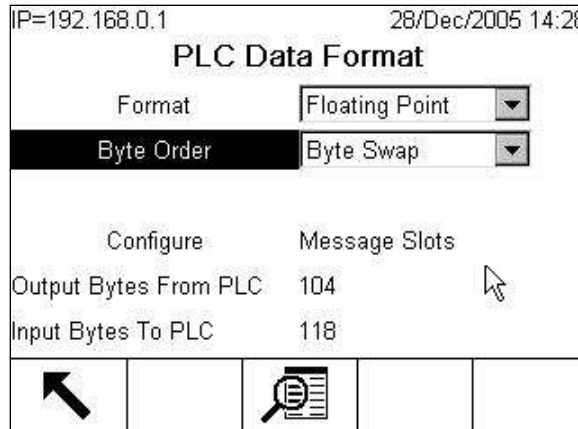 IP=192.168.0.1 28/Dec/2005 14:28
PLC Data Format
Format Floating Point
Byte Order Byte Swap
Configure Message Slots
Output Bytes From PLC 104
Input Bytes To PLC 118